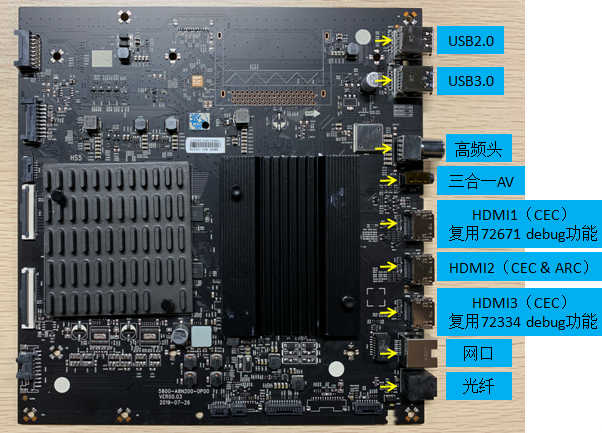 USB2.0
USB3.0
高频头
三合一AV
HDMI1（CEC）
复用72671 debug功能
HDMI2（CEC & ARC）
HDMI3（CEC）
复用72334 debug功能
网口
光纤
HS5
5800-A8N200-0P00
VER00.03
2019-07-26